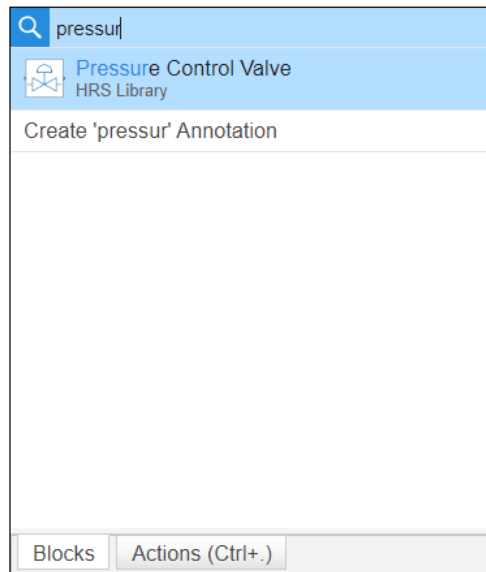 pressur
Pressure Control Valve
HRS Library
Create 'pressur' Annotation
Blocks Actions (Ctrl+.)